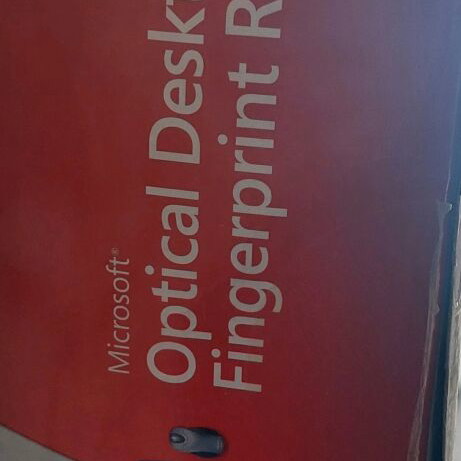 Microsoft®
Optical Desk
Fingerprint R